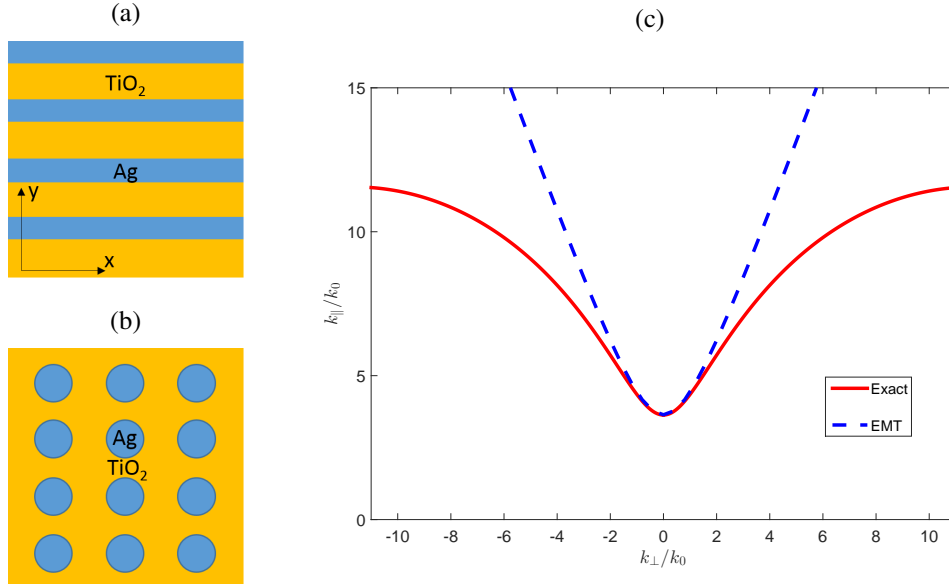 (a)
TiO₂
Ag
y
x
(b)
Ag
TiO₂
(c)
15
10
5
0
k∥/k₀
-10 -8 -6 -4 -2 0 2 4 6 8 10
k⊥/k₀
Exact
EMT